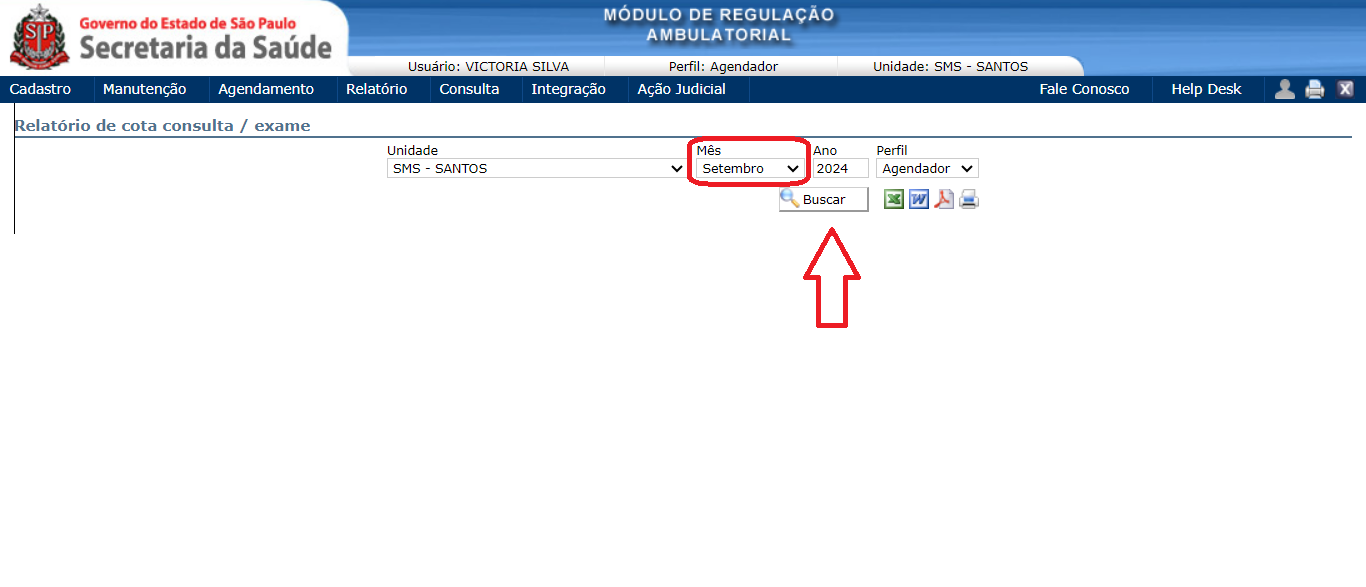 SP
Governo do Estado de São Paulo
Secretaria da Saúde
MÓDULO DE REGULAÇÃO
AMBULATORIAL
Usuário: VICTORIA SILVA Perfil: Agendador Unidade: SMS - SANTOS
Cadastro Manutenção Agendamento Relatório Consulta Integração Ação Judicial Fale Conosco Help Desk X
Relatório de cota consulta / exame
Unidade Mês Ano Perfil
SMS - SANTOS Setembro 2024 Agendador
Buscar